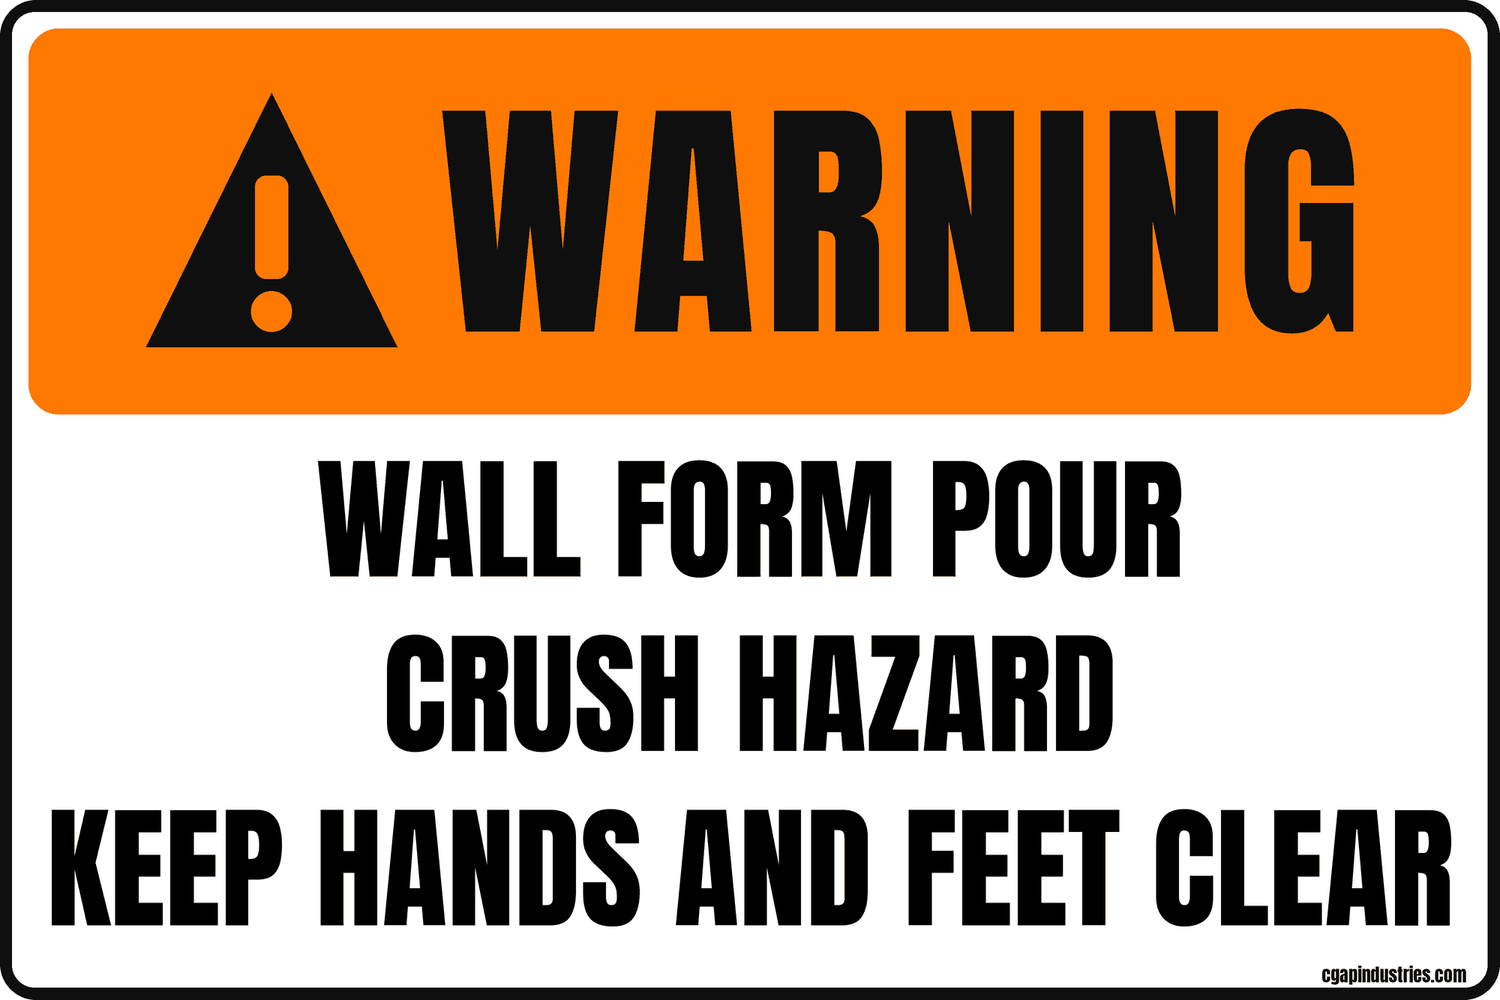 WARNING
WALL FORM POUR
CRUSH HAZARD
KEEP HANDS AND FEET CLEAR
cgapindustries.com